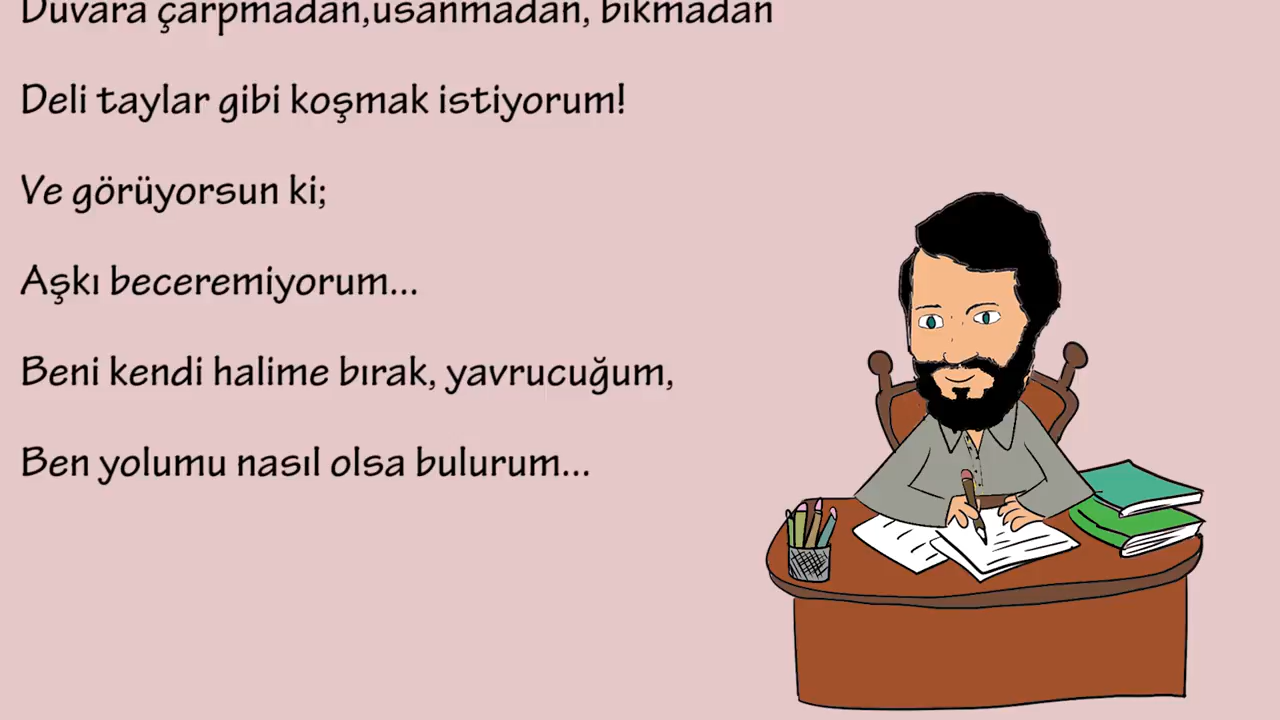 Duvara çarpmadan,usanmadan, bıkmadan
Deli taylar gibi koşmak istiyorum!
Ve görüyorsun ki;
Aşkı beceremiyorum...
Beni kendi halime bırak, yavrucuğum,
Ben yolumu nasıl olsa bulurum...